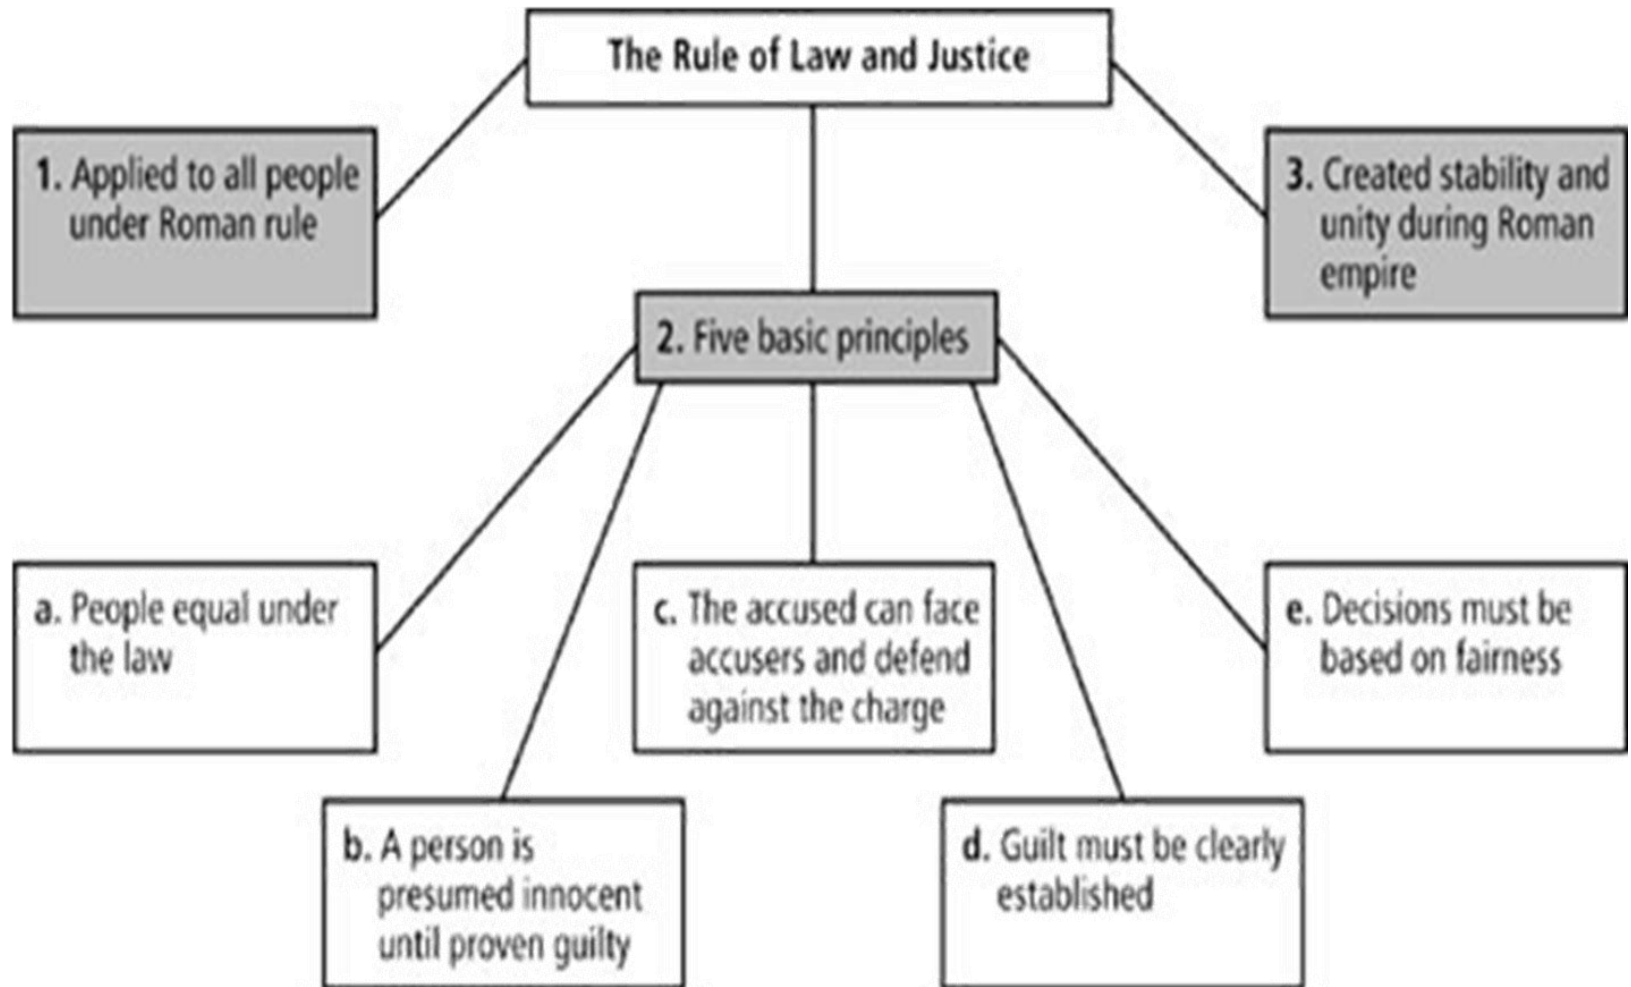 The Rule of Law and Justice
1. Applied to all people
under Roman rule
2. Five basic principles
3. Created stability and
unity during Roman
empire
a. People equal under
the law
b. A person is
presumed innocent
until proven guilty
c. The accused can face
accusers and defend
against the charge
d. Guilt must be clearly
established
e. Decisions must be
based on fairness